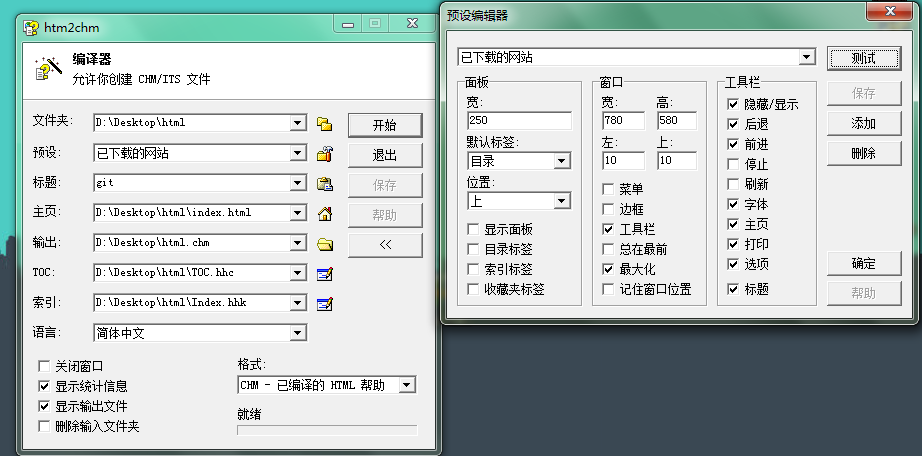 htm2chm
编译器
允许你创建 CHM/ITS 文件
文件夹:
D:\Desktop\html
开始
预设:
已下载的网站
退出
标题:
git
保存
主页:
D:\Desktop\html\index.html
帮助
输出:
D:\Desktop\html.chm
<<
TOC:
D:\Desktop\html\TOC.hhc
索引:
D:\Desktop\html\Index.hhk
语言:
简体中文
关闭窗口
显示统计信息
显示输出文件
删除输入文件夹
格式:
CHM - 已编译的 HTML 帮助
就绪
预设编辑器
已下载的网站
测试
保存
添加
删除
确定
帮助
面板
宽:
250
默认标签:
目录
位置:
上
显示面板
目录标签
索引标签
收藏夹标签
窗口
宽: 高:
780 580
左: 上:
10 10
菜单
边框
工具栏
总在最前
最大化
记住窗口位置
工具栏
隐藏/显示
后退
前进
停止
刷新
字体
主页
打印
选项
标题